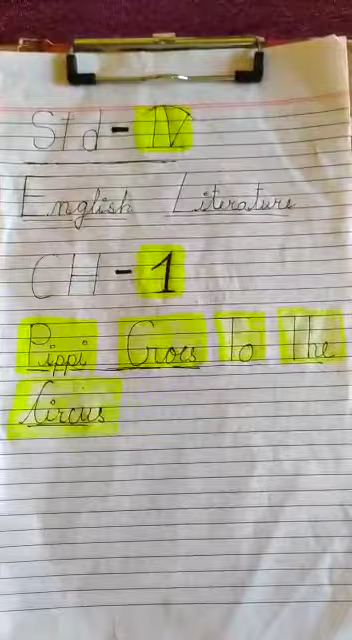 Std - IV
English Literature
CH - 1
Pippi Goes To The
Circus